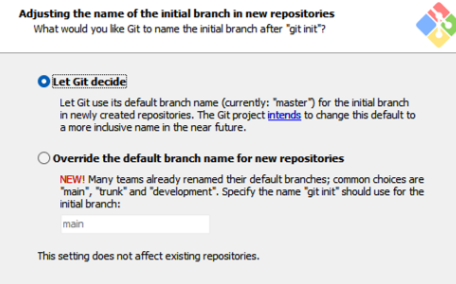 Adjusting the name of the initial branch in new repositories
What would you like Git to name the initial branch after "git init"?
Let Git decide
Let Git use its default branch name (currently: "master") for the initial branch
in newly created repositories. The Git project intends to change this default to
a more inclusive name in the near future.
Override the default branch name for new repositories
NEW! Many teams already renamed their default branches; common choices are
"main", "trunk" and "development". Specify the name "git init" should use for the
initial branch:
main
This setting does not affect existing repositories.